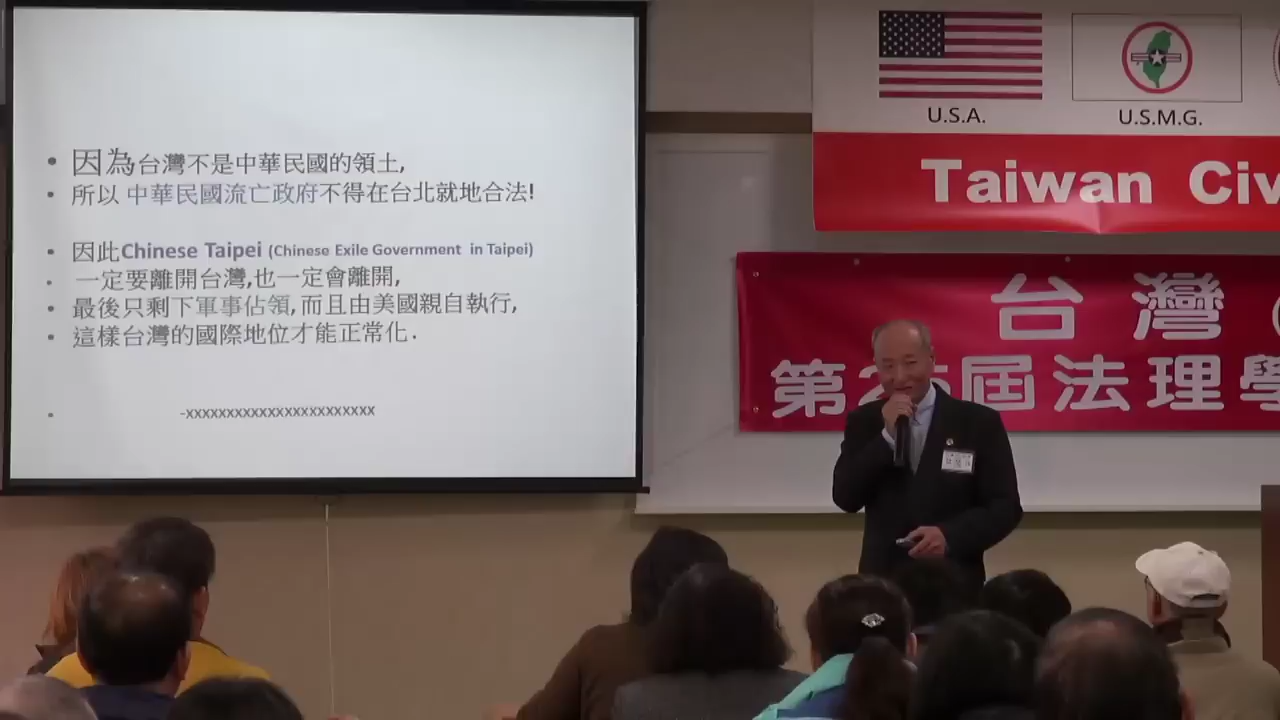 • 因為台灣不是中華民國的領土,
• 所以 中華民國流亡政府不得在台北就地合法!
• 因此Chinese Taipei (Chinese Exile Government in Taipei)
• 一定要離開台灣,也一定會離開,
• 最後只剩下軍事佔領, 而且由美國親自執行,
• 這樣台灣的國際地位才能正常化.
• -xxxxxxxxxxxxxxxxxxxxxxx
U.S.A.
U.S.M.G.
Taiwan Civ
台灣
第 屆法理學